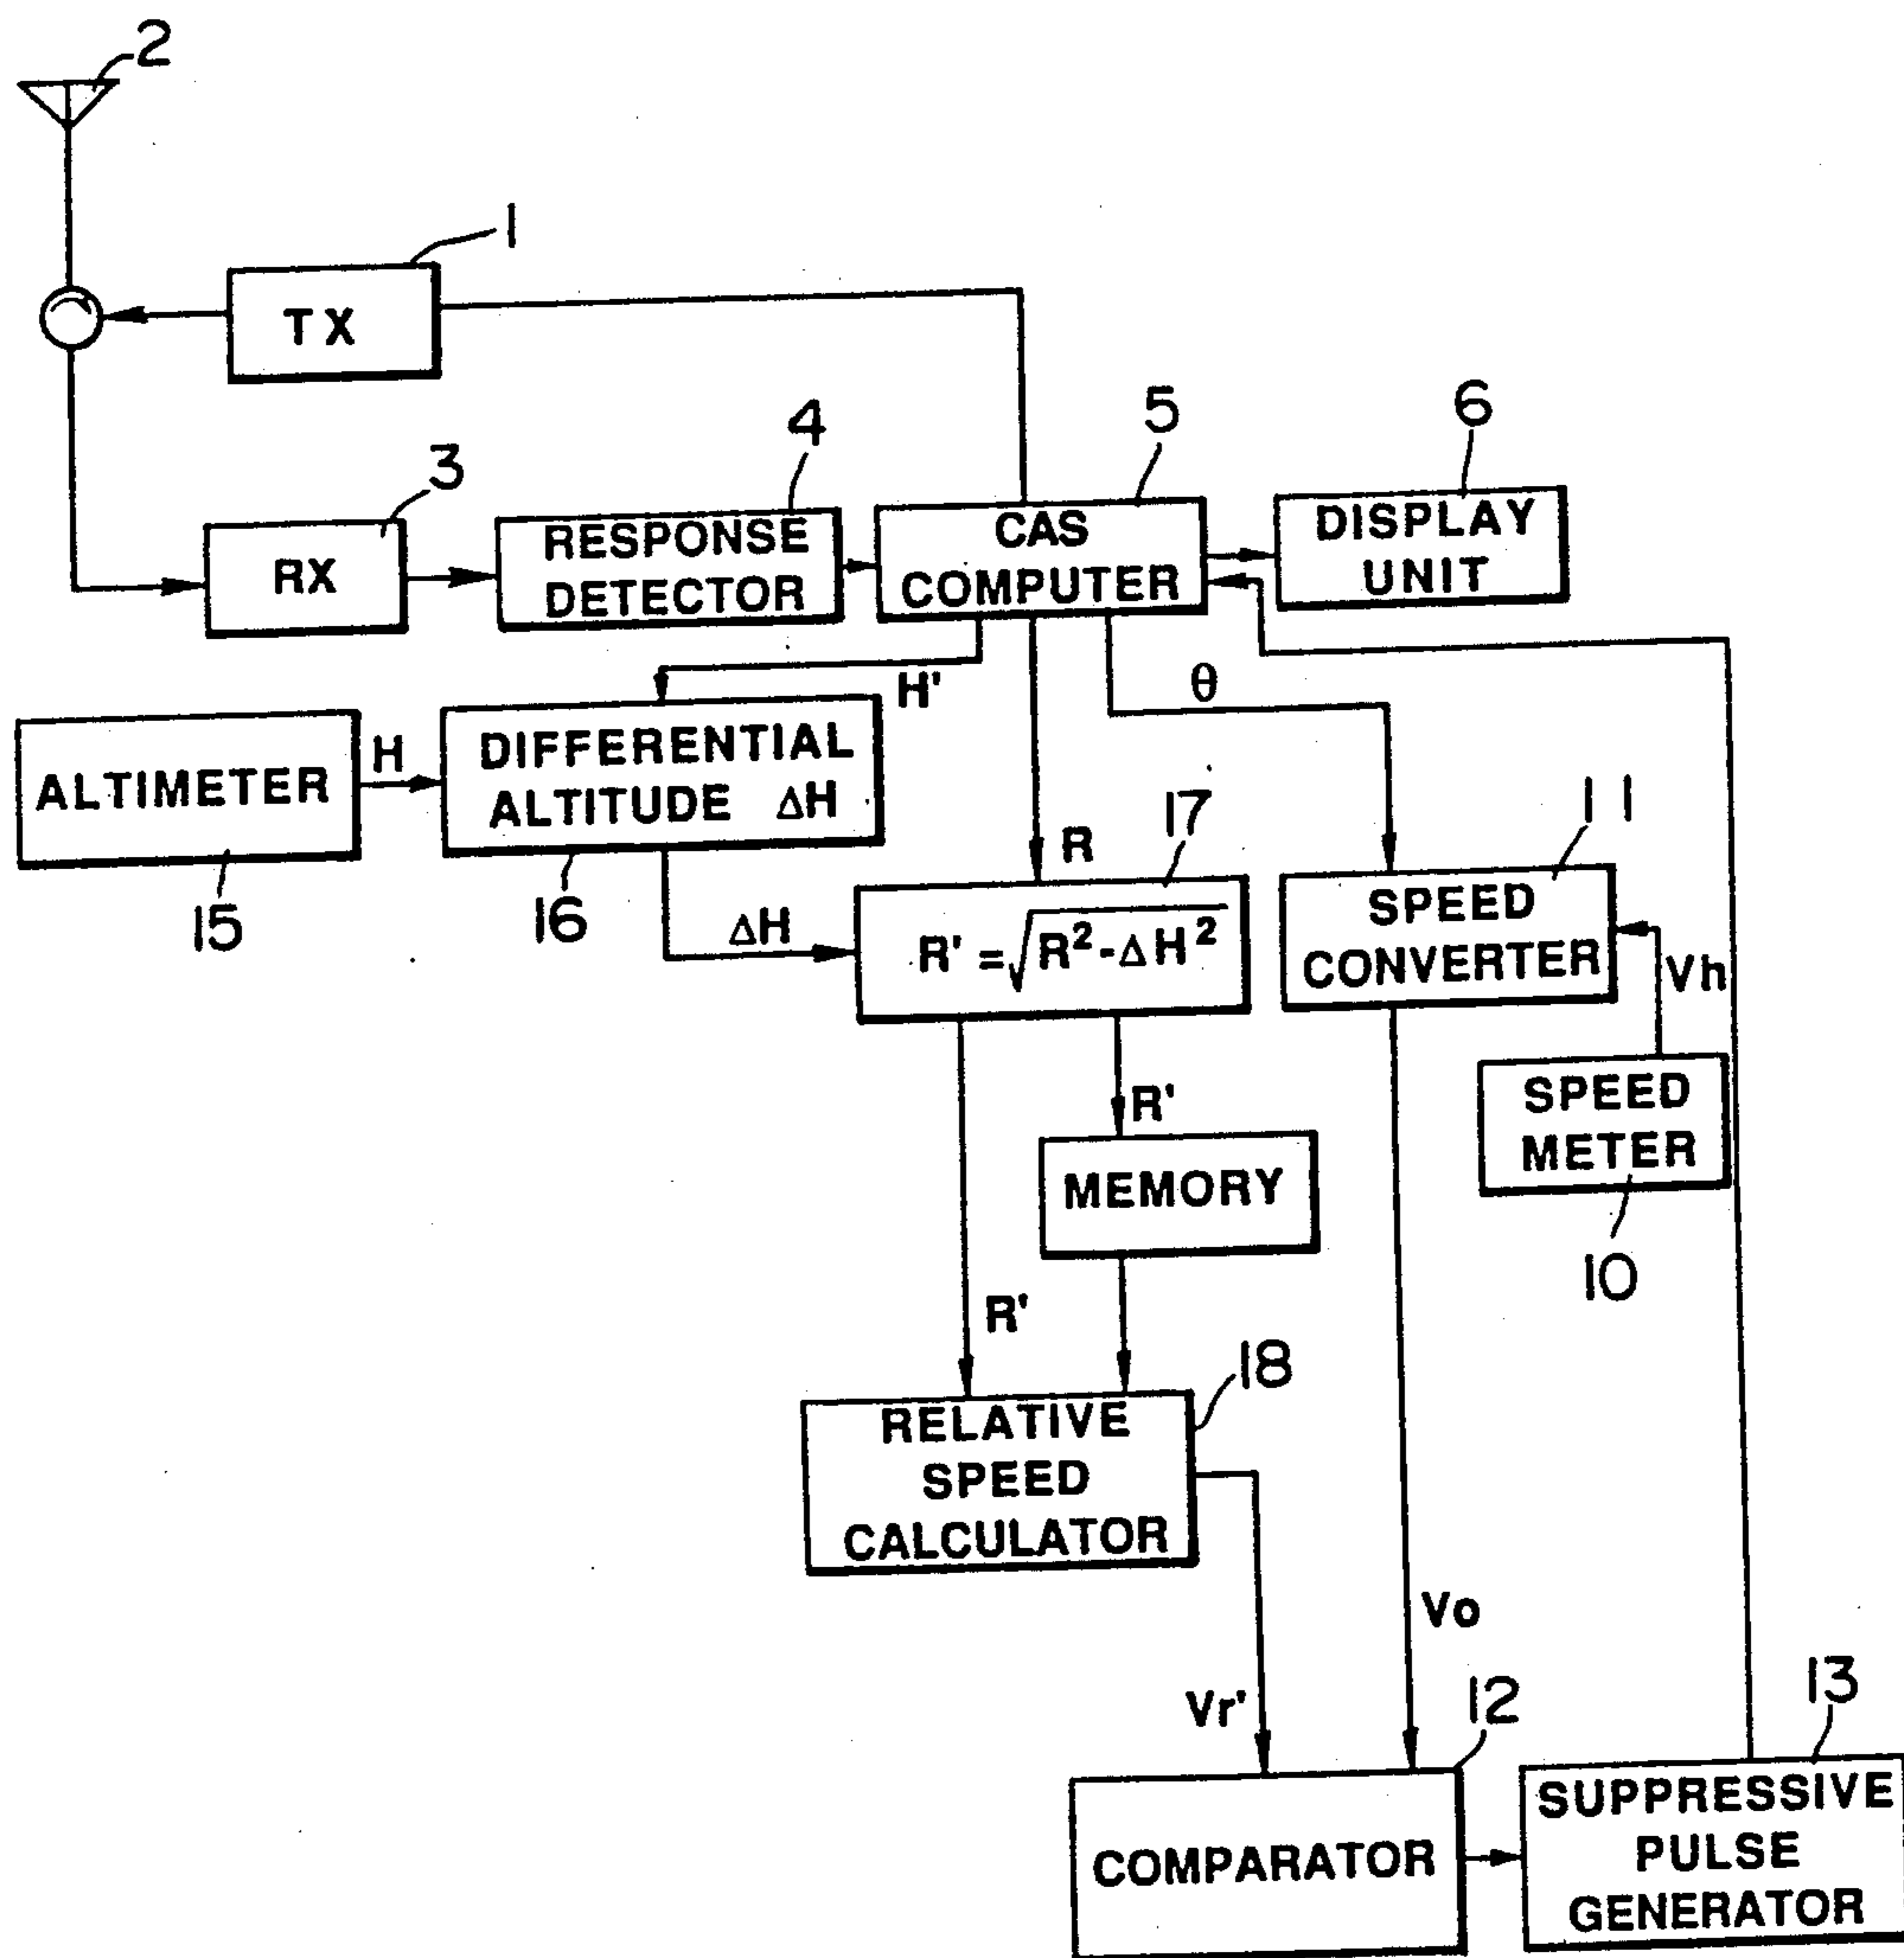 2
1
TX
3
RX
4
RESPONSE
DETECTOR
5
CAS
COMPUTER
6
DISPLAY
UNIT
H'
θ
ALTIMETER
15
H
DIFFERENTIAL
ALTITUDE ΔH
16
R
17
ΔH
R' = √R² - ΔH²
11
SPEED
CONVERTER
Vh
SPEED
METER
10
R'
MEMORY
R'
18
RELATIVE
SPEED
CALCULATOR
Vo
Vr'
12
COMPARATOR
13
SUPPRESSIVE
PULSE
GENERATOR